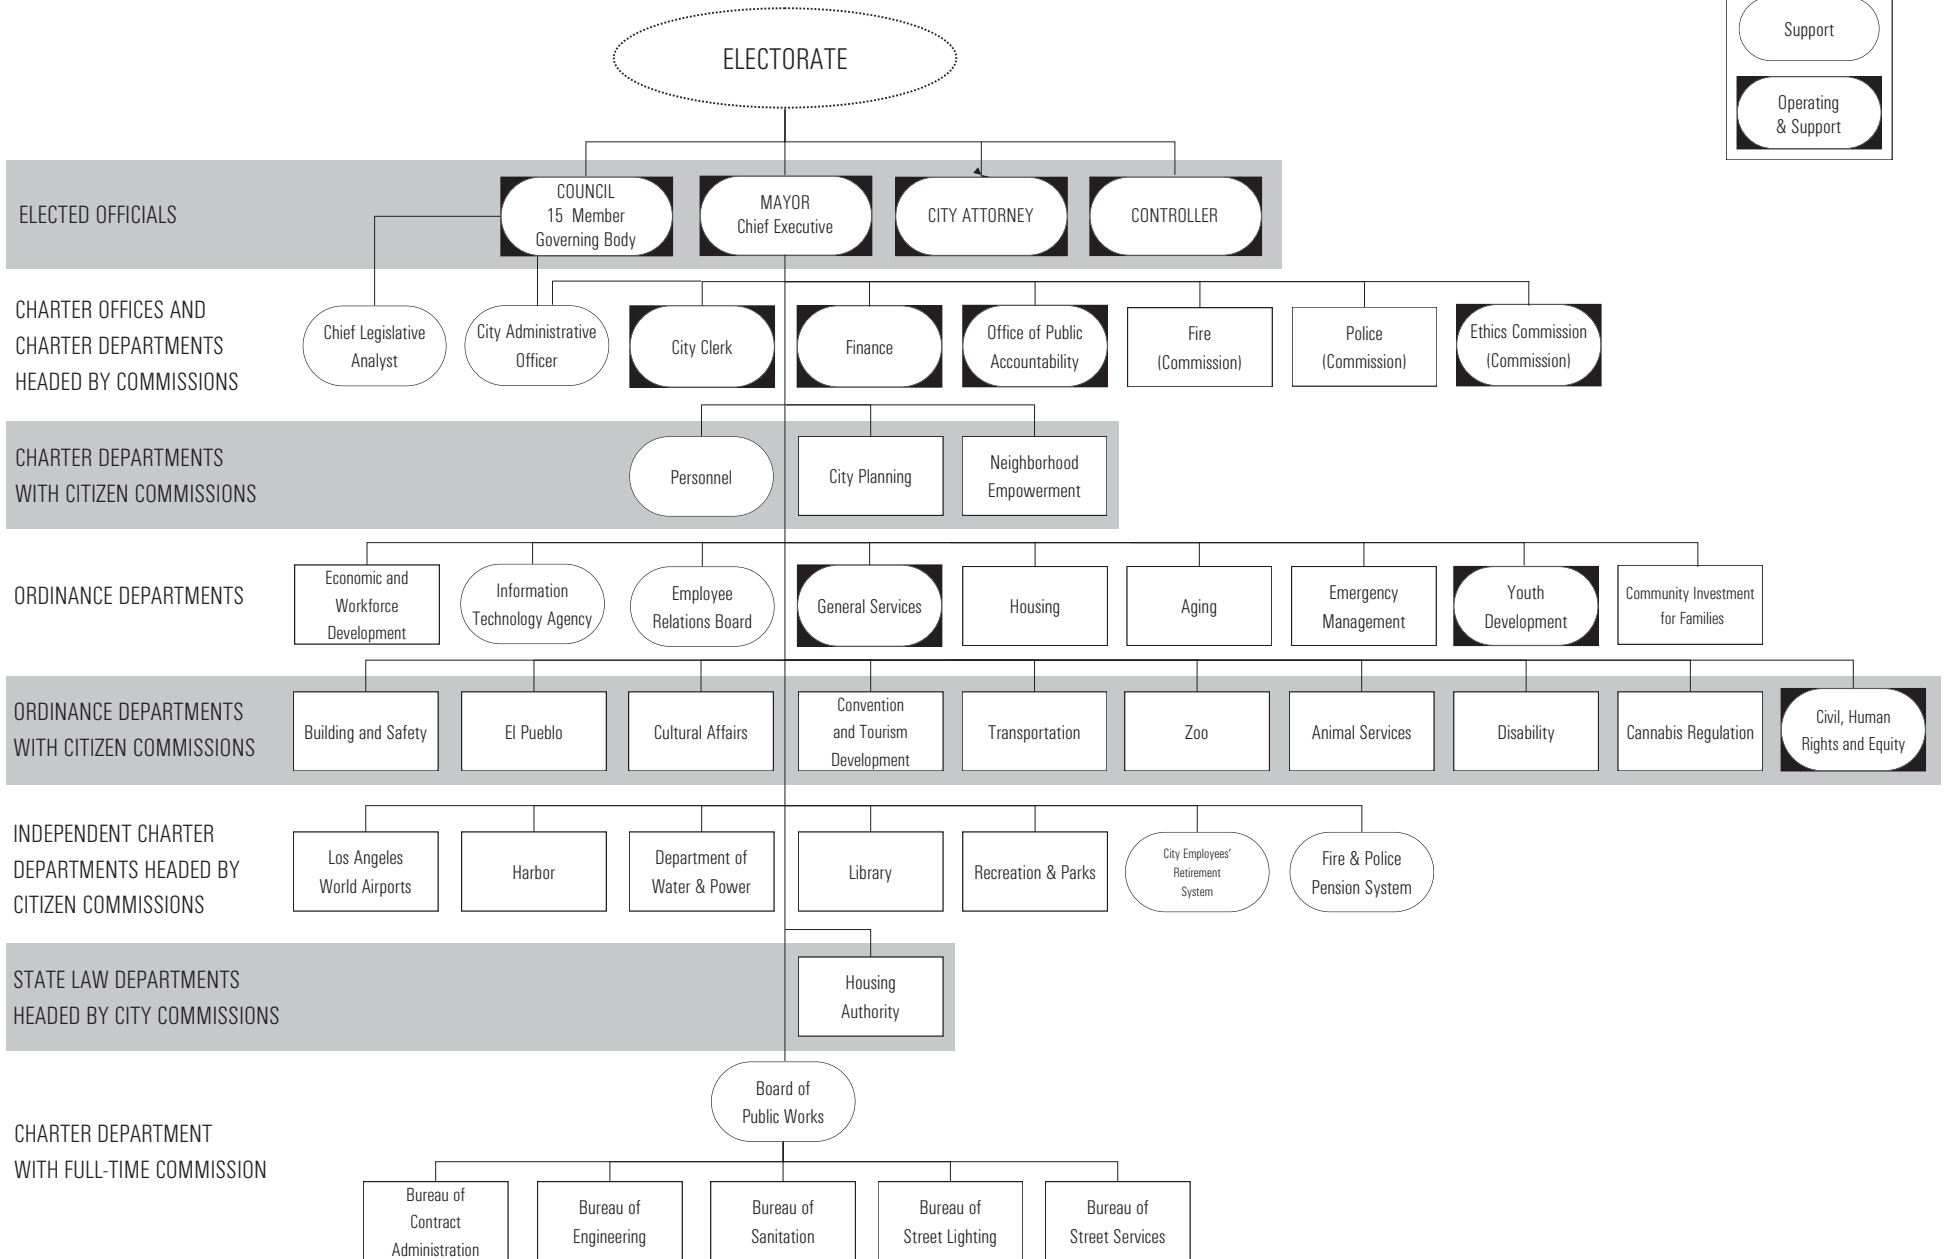 Support
Operating
& Support
ELECTORATE
ELECTED OFFICIALS
COUNCIL
15 Member
Governing Body
MAYOR
Chief Executive
CITY ATTORNEY
CONTROLLER
CHARTER OFFICES AND
CHARTER DEPARTMENTS
HEADED BY COMMISSIONS
Chief Legislative
Analyst
City Administrative
Officer
City Clerk
Finance
Office of Public
Accountability
Fire
(Commission)
Police
(Commission)
Ethics Commission
(Commission)
CHARTER DEPARTMENTS
WITH CITIZEN COMMISSIONS
Personnel
City Planning
Neighborhood
Empowerment
ORDINANCE DEPARTMENTS
Economic and
Workforce
Development
Information
Technology Agency
Employee
Relations Board
General Services
Housing
Aging
Emergency
Management
Youth
Development
Community Investment
for Families
ORDINANCE DEPARTMENTS
WITH CITIZEN COMMISSIONS
Building and Safety
El Pueblo
Cultural Affairs
Convention
and Tourism
Development
Transportation
Zoo
Animal Services
Disability
Cannabis Regulation
Civil, Human
Rights and Equity
INDEPENDENT CHARTER
DEPARTMENTS HEADED BY
CITIZEN COMMISSIONS
Los Angeles
World Airports
Harbor
Department of
Water & Power
Library
Recreation & Parks
City Employees'
Retirement
System
Fire & Police
Pension System
STATE LAW DEPARTMENTS
HEADED BY CITY COMMISSIONS
Housing
Authority
CHARTER DEPARTMENT
WITH FULL-TIME COMMISSION
Board of
Public Works
Bureau of
Contract
Administration
Bureau of
Engineering
Bureau of
Sanitation
Bureau of
Street Lighting
Bureau of
Street Services